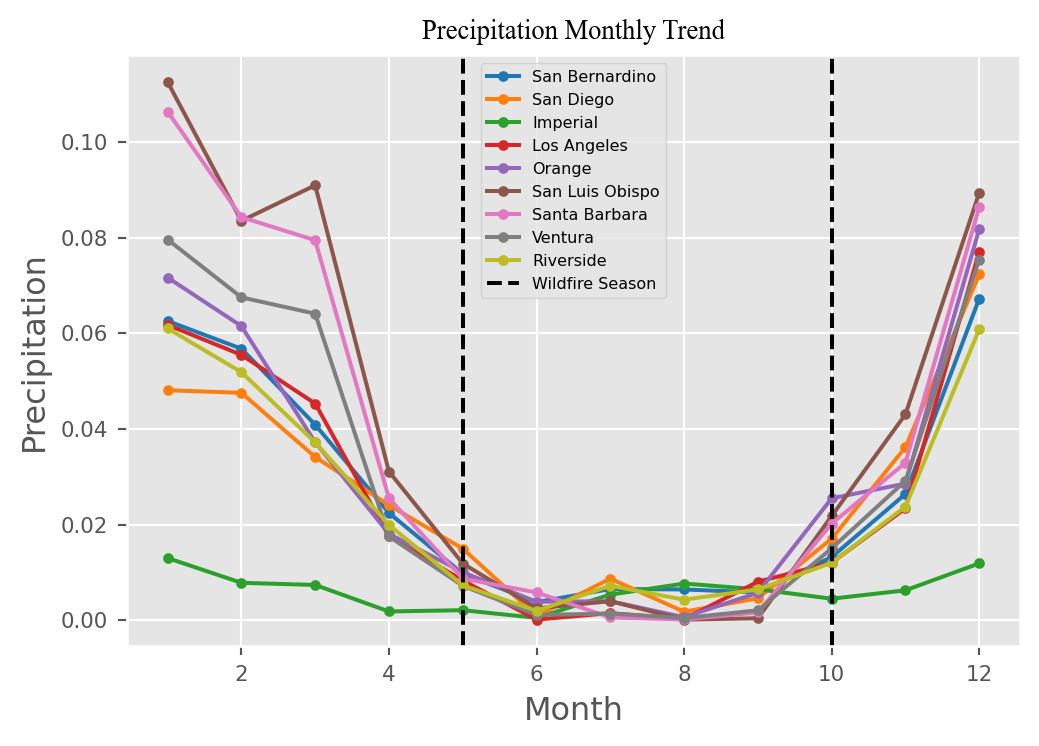 Precipitation Monthly Trend
San Bernardino
San Diego
Imperial
Los Angeles
Orange
San Luis Obispo
Santa Barbara
Ventura
Riverside
Wildfire Season
Precipitation
0.10
0.08
0.06
0.04
0.02
0.00
2 4 6 8 10 12
Month